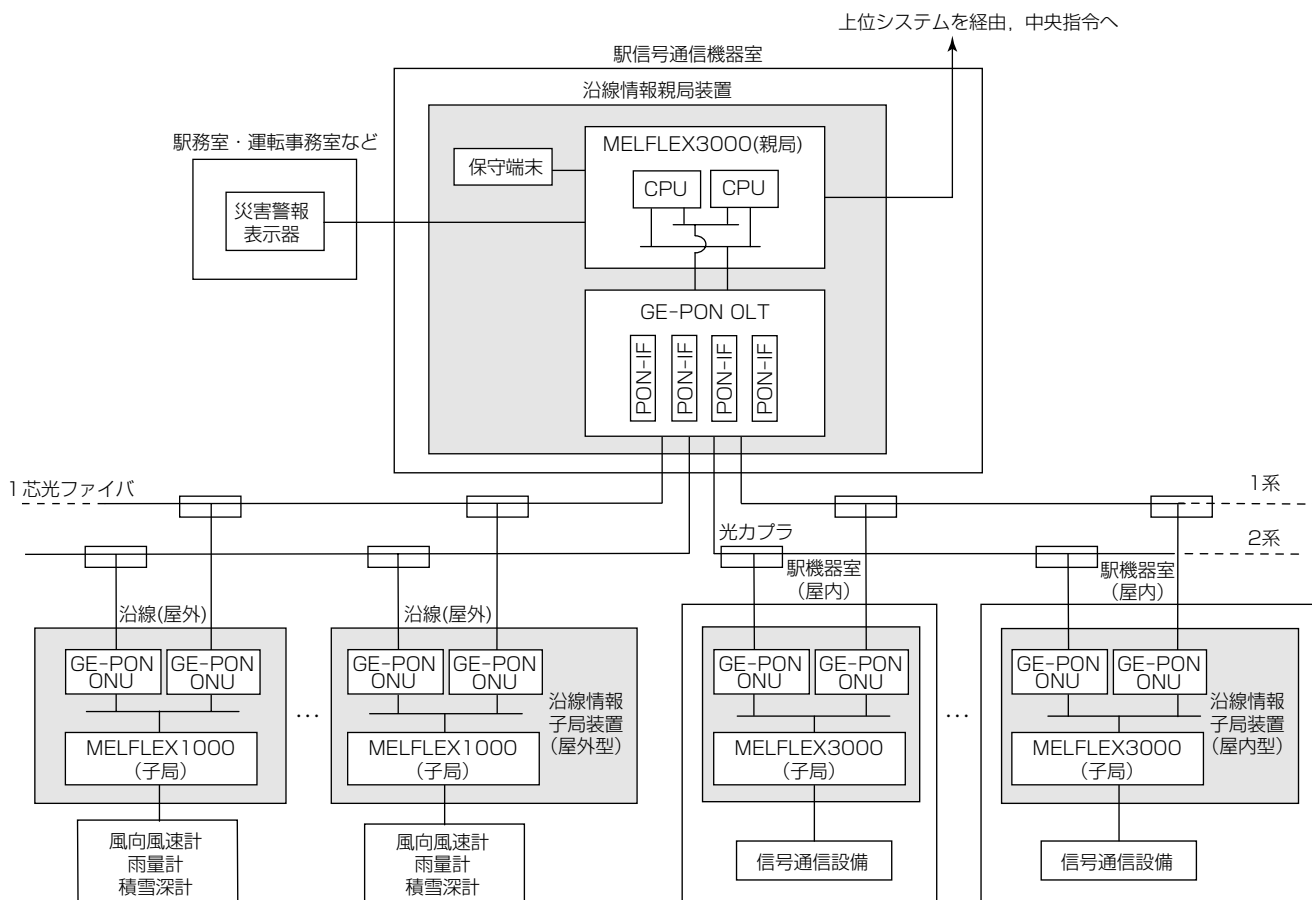 上位システムを経由，中央指令へ
駅信号通信機器室
沿線情報親局装置
駅務室・運転事務室など
災害警報
表示器
保守端末
MELFLEX3000(親局)
CPU
CPU
GE-PON OLT
PON-IF
PON-IF
PON-IF
PON-IF
1芯光ファイバ
1系
光カプラ
2系
沿線(屋外)
沿線(屋外)
駅機器室
(屋内)
駅機器室
(屋内)
GE-PON
ONU
GE-PON
ONU
MELFLEX1000
(子局)
風向風速計
雨量計
積雪深計
…
GE-PON
ONU
GE-PON
ONU
沿線情報
子局装置
(屋外型)
MELFLEX1000
(子局)
風向風速計
雨量計
積雪深計
GE-PON
ONU
GE-PON
ONU
MELFLEX3000
(子局)
信号通信設備
…
GE-PON
ONU
GE-PON
ONU
沿線情報
子局装置
(屋内型)
MELFLEX3000
(子局)
信号通信設備